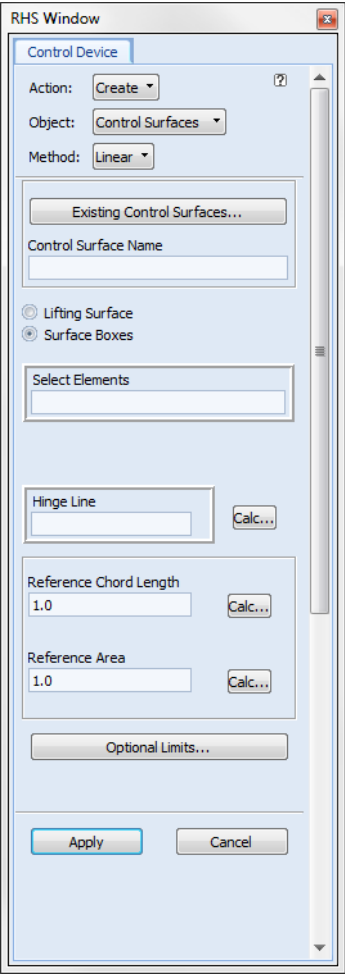 RHS Window
Control Device
Action: Create
?
Object: Control Surfaces
Method: Linear
Existing Control Surfaces...
Control Surface Name
Lifting Surface
Surface Boxes
Select Elements
Hinge Line
Calc...
Reference Chord Length
1.0
Calc...
Reference Area
1.0
Calc...
Optional Limits...
Apply
Cancel